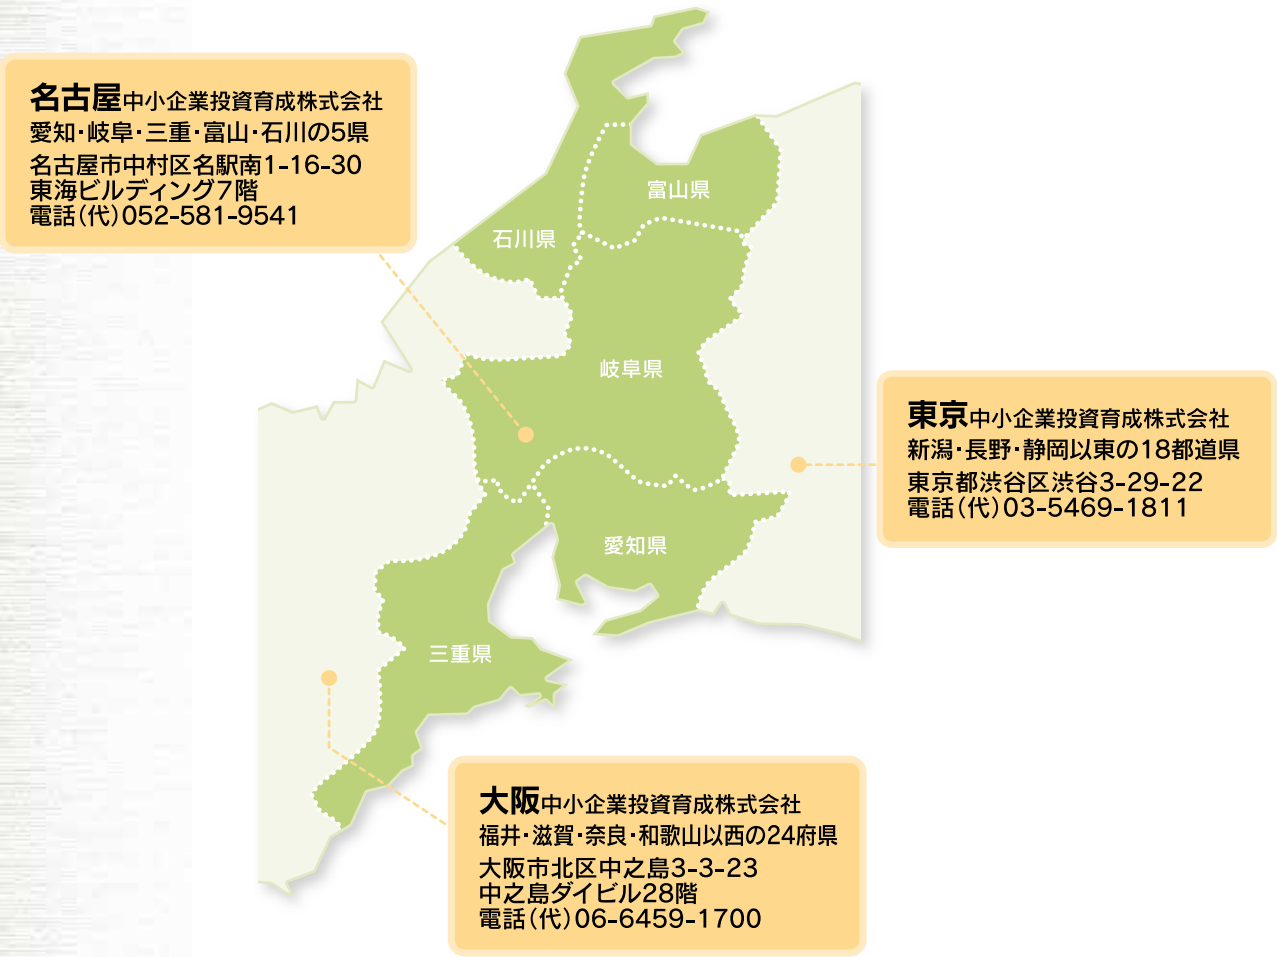 名古屋中小企業投資育成株式会社
愛知・岐阜・三重・富山・石川の5県
名古屋市中村区名駅南1-16-30
東海ビルディング7階
電話(代)052-581-9541
富山県
石川県
岐阜県
愛知県
三重県
東京中小企業投資育成株式会社
新潟・長野・静岡以東の18都道県
東京都渋谷区渋谷3-29-22
電話(代)03-5469-1811
大阪中小企業投資育成株式会社
福井・滋賀・奈良・和歌山以西の24府県
大阪市北区中之島3-3-23
中之島ダイビル28階
電話(代)06-6459-1700